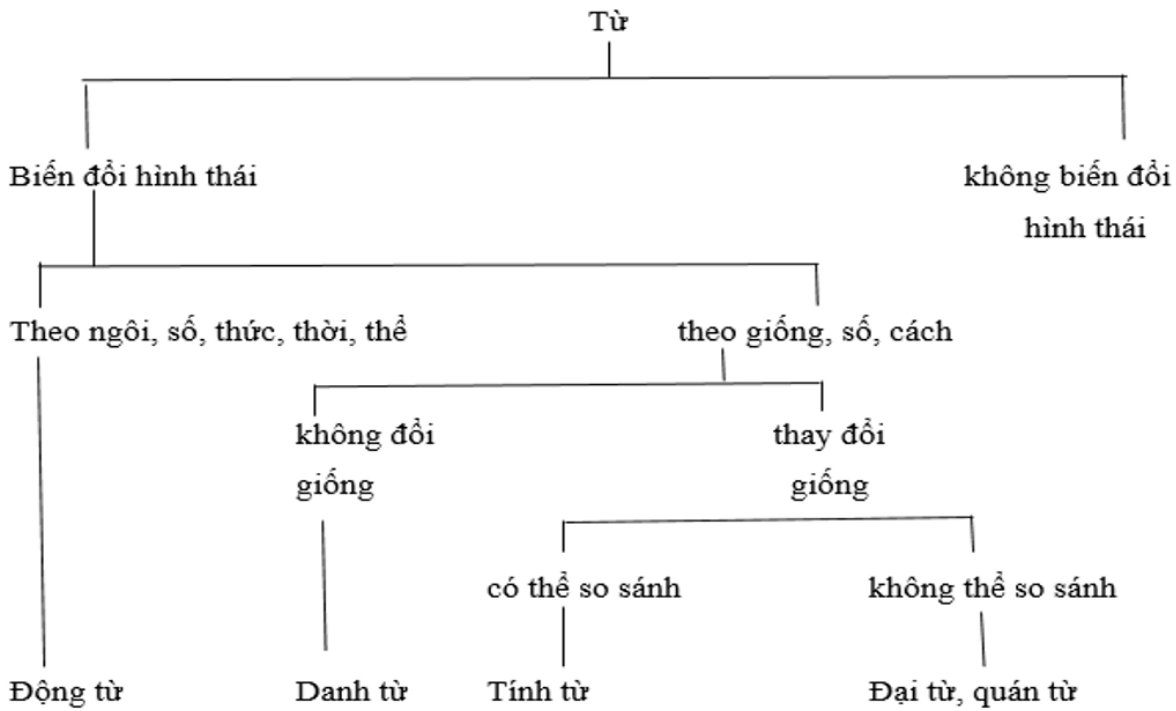 Từ
Biến đổi hình thái
không biến đổi
hình thái
Theo ngôi, số, thức, thời, thể
theo giống, số, cách
không đổi
giống
thay đổi
giống
có thể so sánh
không thể so sánh
Động từ
Danh từ
Tính từ
Đại từ, quán từ